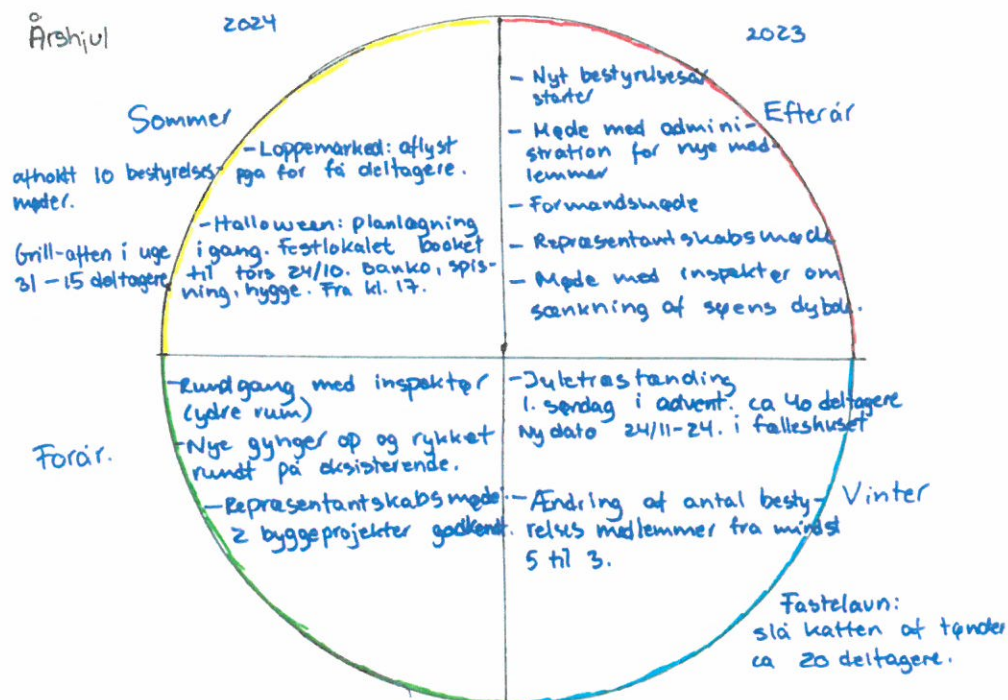 Årshjul
2024
2023
Sommer
afholdt 10 bestyrelses-
møder.
Grill-aften i uge
31 - 15 deltagere
- Loppemarked: aflyst
pga for få deltagere.
- Halloween: planlægning
igang. Festlokalet booket
til tors 24/10. Banko, spis-
ning, hygge. Fra kl. 17.
Efterår
- Nyt bestyrelsesår
starter
- Møde med admini-
stration for nye med-
lemmer
- Formandsmøde
- Repræsentantskabsmøde
- Møde med inspektør om
sænkning af søens dybde.
Forår.
- Rundgang med inspektør
(ydre rum)
- Nye gynger op og rykket
rundt på eksisterende.
- Repræsentantskabsmøde:
2 byggeprojekter godkendt.
Vinter
- Juletræstænding
1. søndag i advent. ca 40 deltagere
Ny dato 24/11-24. i fælleshuset
- Ændring af antal besty-
relses medlemmer fra mindst
5 til 3.
Fastelavn:
slå katten af tønden
ca 20 deltagere.